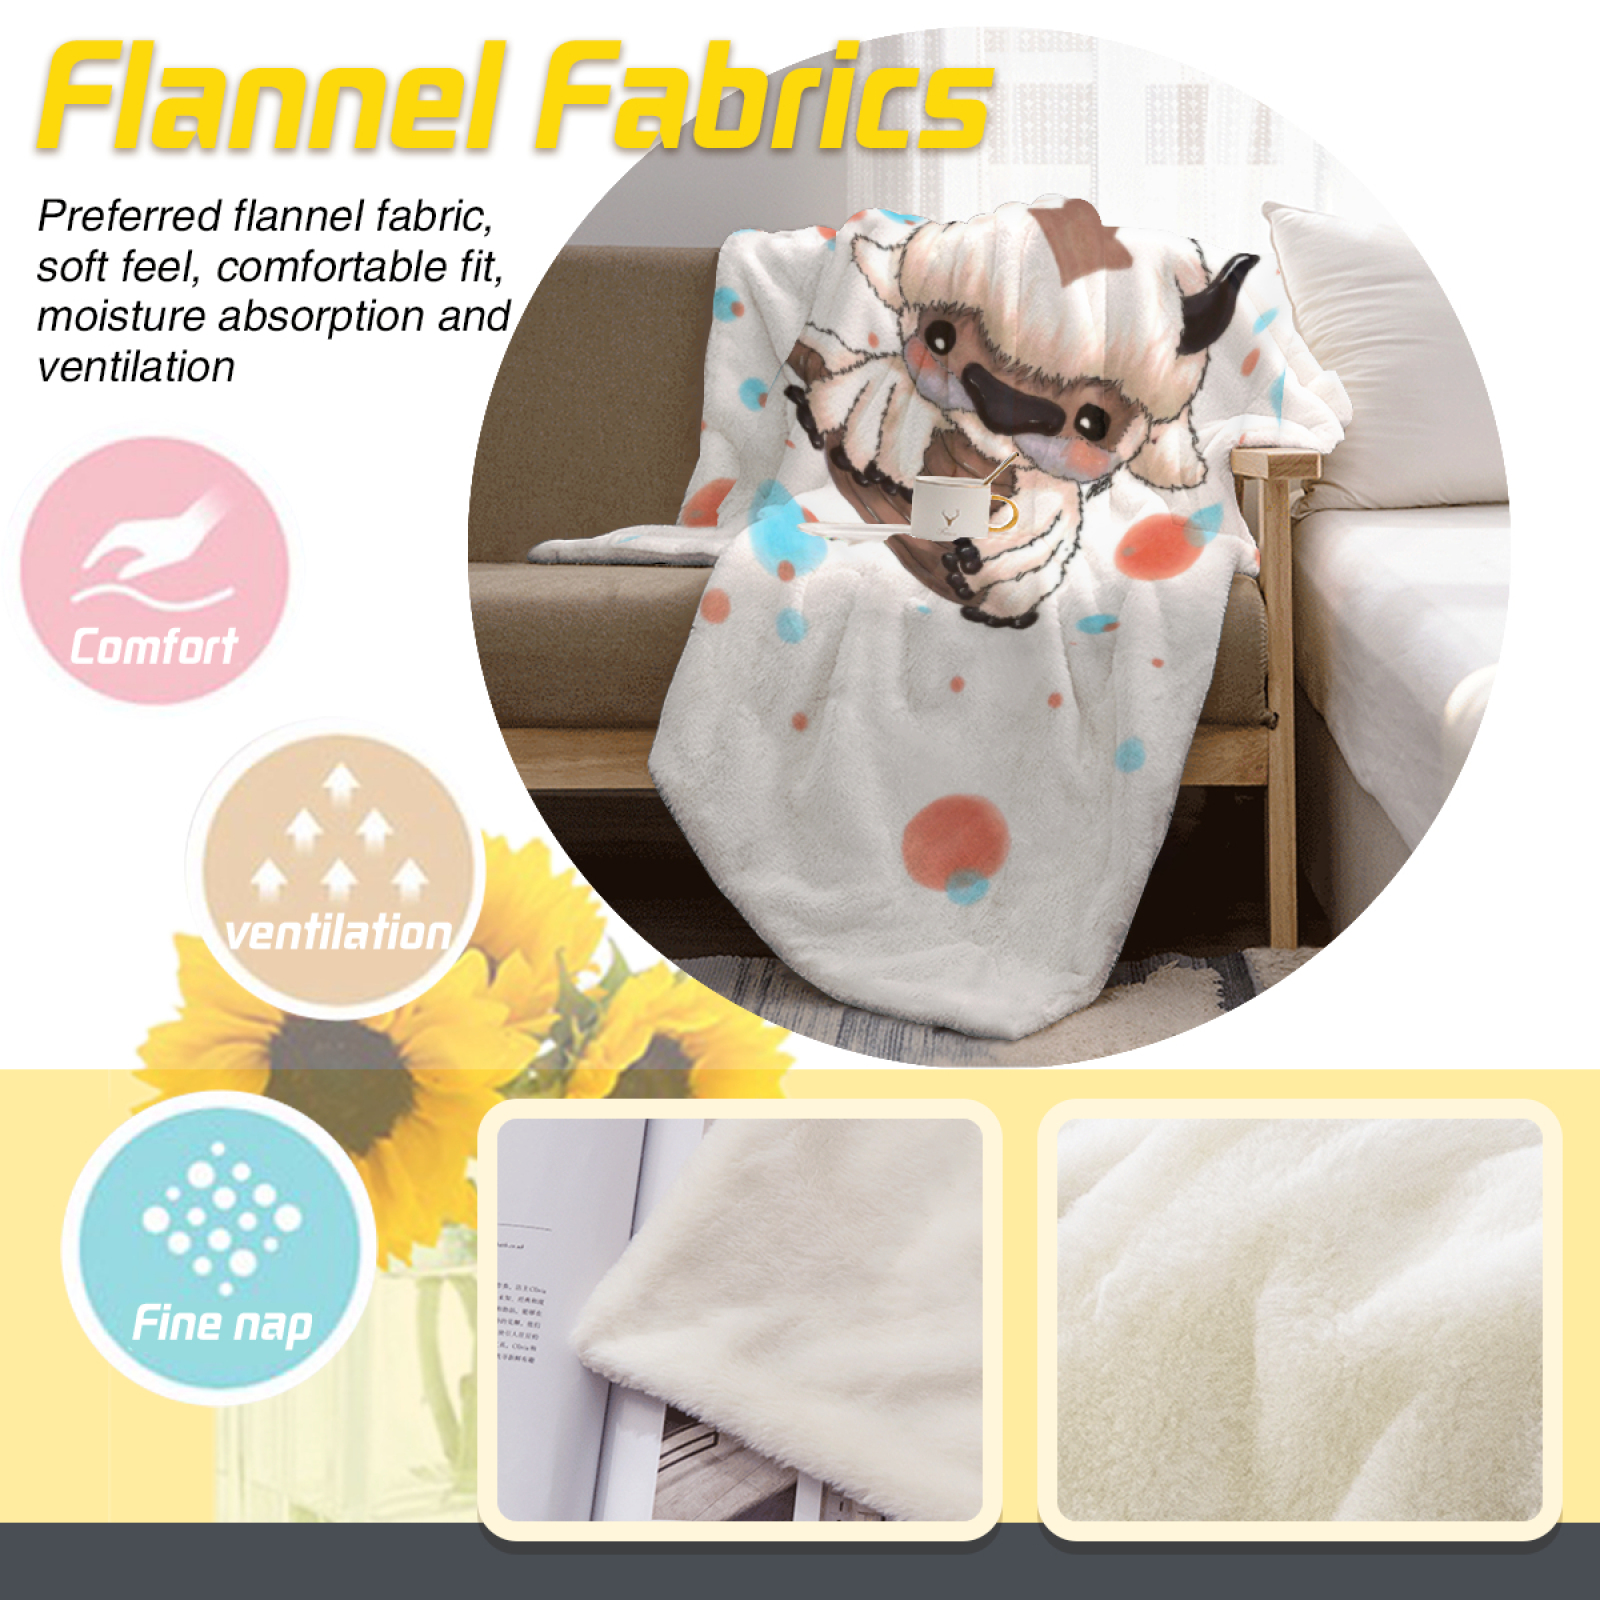 Flannel Fabrics
Preferred flannel fabric,
soft feel, comfortable fit,
moisture absorption and
ventilation
Comfort
ventilation
Fine nap